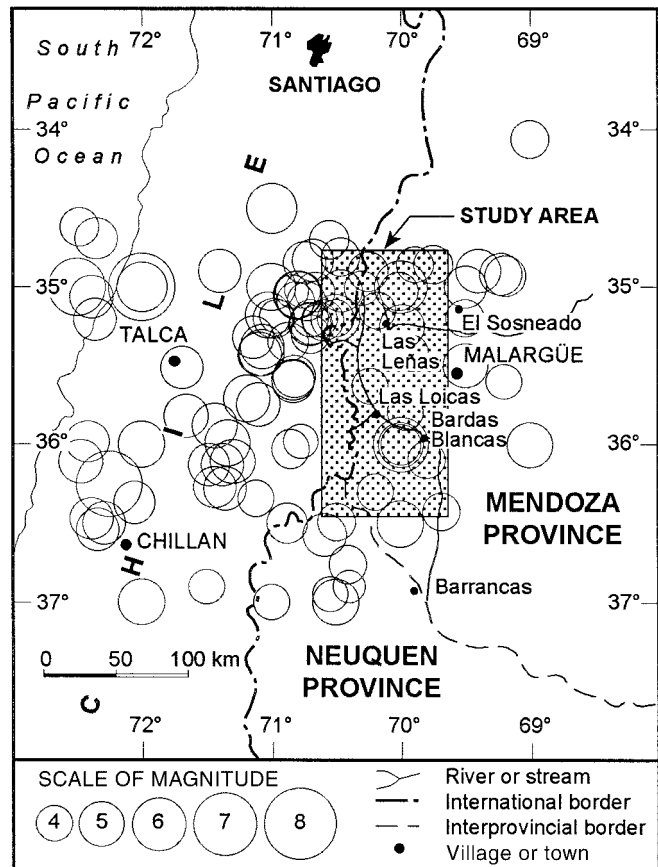 72° 71° 70° 69°
South
Pacific
Ocean
SANTIAGO
34° 34°
STUDY AREA
35° 35°
TALCA
El Sosneado
Las
Leñas
MALARGÜE
Las Loicas
Bardas
Blancas
36° 36°
MENDOZA
PROVINCE
CHILLAN
Barrancas
37° 37°
0 50 100 km
NEUQUEN
PROVINCE
CHILE
72° 71° 70° 69°
SCALE OF MAGNITUDE
4 5 6 7 8
River or stream
International border
Interprovincial border
Village or town